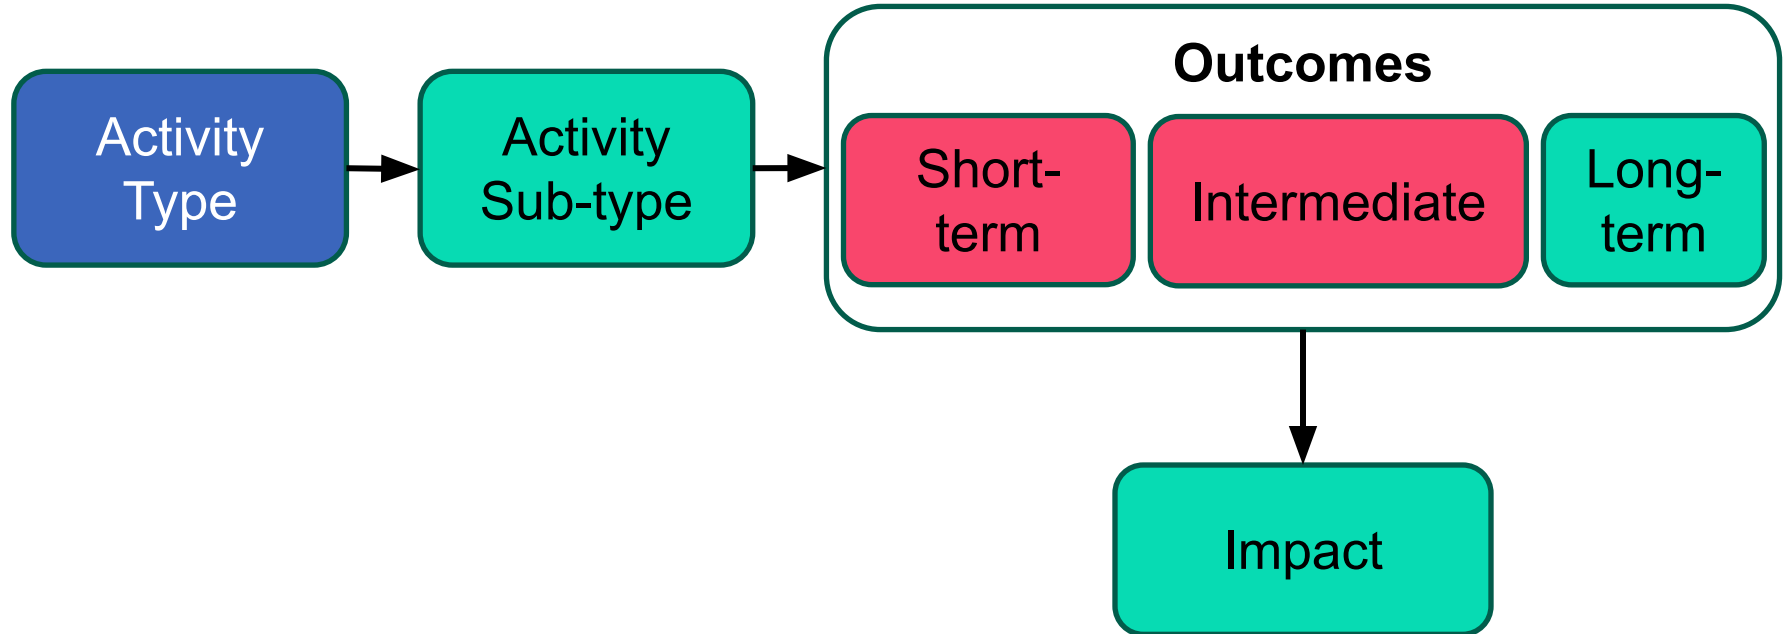 Activity
Type
Activity
Sub-type
Outcomes
Short-
term
Intermediate
Long-
term
Impact